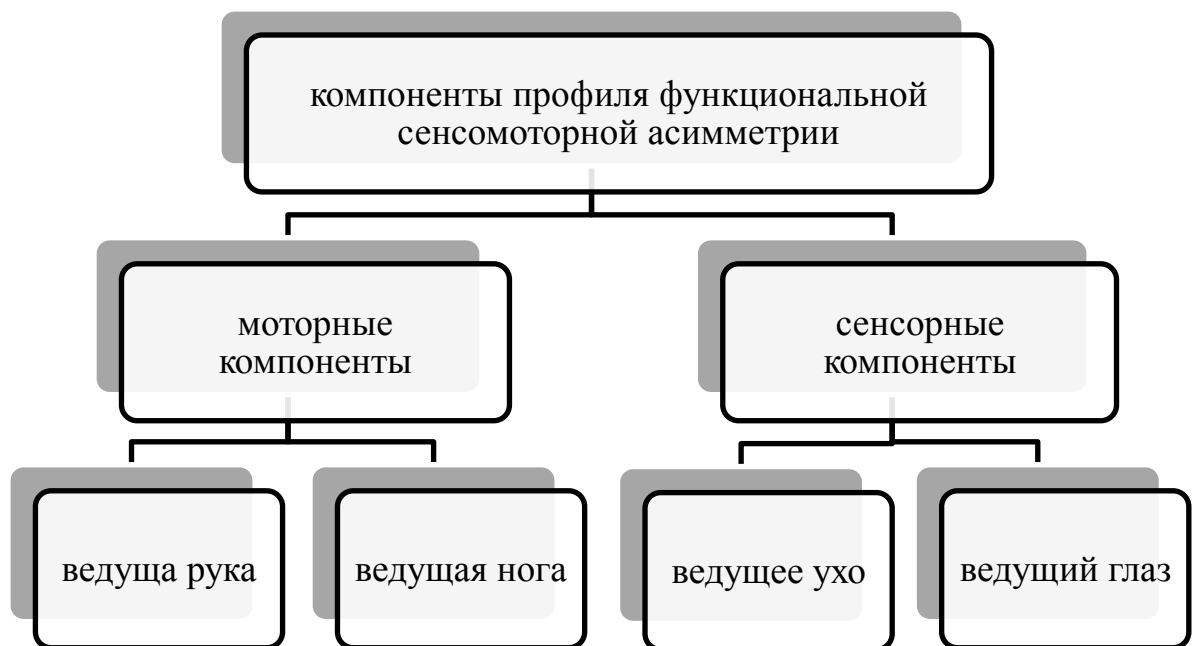 компоненты профиля функциональной
сенсомоторной асимметрии
моторные
компоненты
сенсорные
компоненты
ведуща рука
ведущая нога
ведущее ухо
ведущий глаз